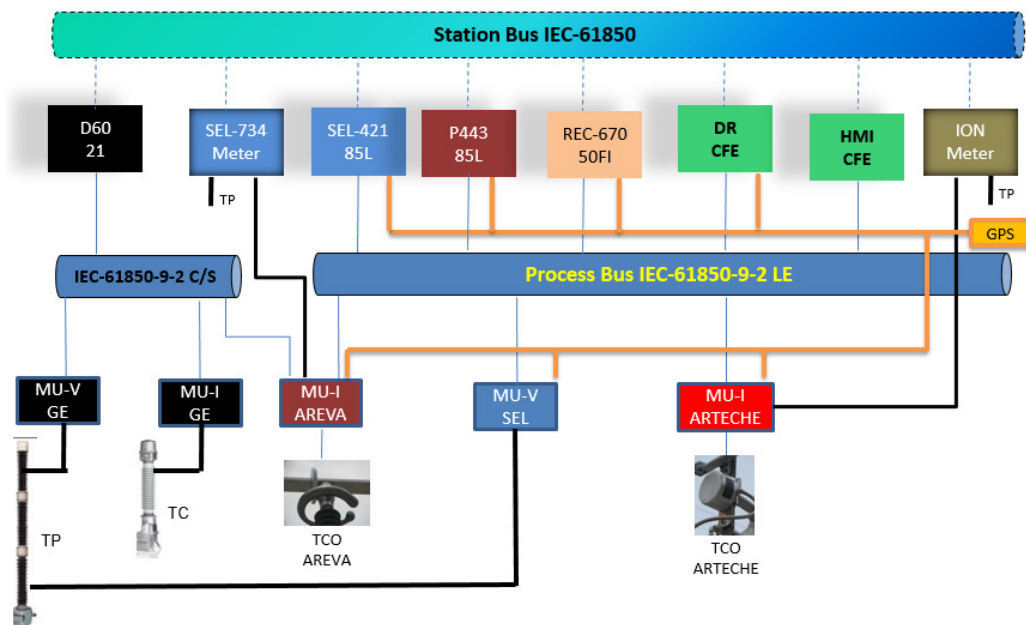 Station Bus IEC-61850
D60
21
SEL-734
Meter
SEL-421
85L
P443
85L
REC-670
50FI
DR
CFE
HMI
CFE
ION
Meter
TP
TP
GPS
IEC-61850-9-2 C/S
Process Bus IEC-61850-9-2 LE
MU-V
GE
MU-I
GE
MU-I
AREVA
MU-V
SEL
MU-I
ARTECHE
TP
TC
TCO
AREVA
TCO
ARTECHE